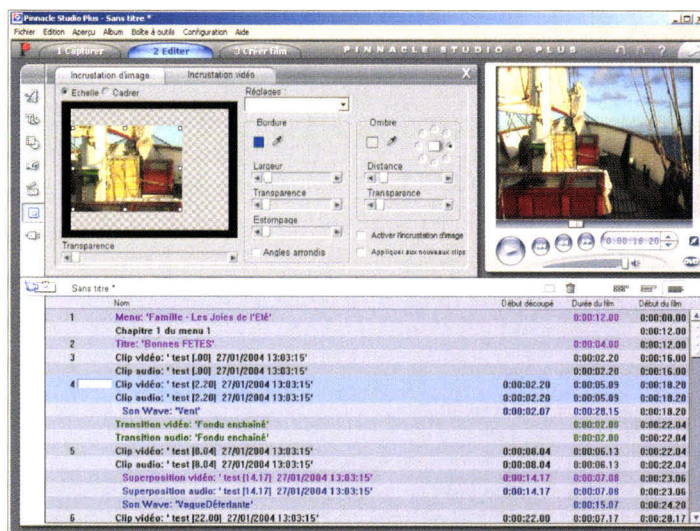 Pinnacle Studio Plus - Sans titre *
Fichier Edition Aperçu Album Boîte à outils Configuration Aide
1 Capturer 2 Editer 3 Créer film PINNACLE STUDIO 9 PLUS
Incrustation d'image Incrustation vidéo X
Echelle Cadrer
Réglages :
Bordure
Ombre
Largeur
Distance
Transparence
Transparence
Estompage
Activer l'incrustation d'image
Angles arrondis
Appliquer aux nouveaux clips
Transparence
0:00:18.20
DVD
Sans titre *
Nom Début découpé Durée du film Début du film
1 Menu: 'Famille - Les Joies de l'Eté' 0:00:12.00 0:00:00.00
Chapitre 1 du menu 1 0:00:12.00
2 Titre: 'Bonnes FETES' 0:00:04.00 0:00:12.00
3 Clip vidéo: ' test [.00] 27/01/2004 13:03:15' 0:00:02.20 0:00:16.00
Clip audio: ' test [.00] 27/01/2004 13:03:15' 0:00:02.20 0:00:16.00
4 Clip vidéo: ' test [2.20] 27/01/2004 13:03:15' 0:00:02.20 0:00:05.09 0:00:18.20
Clip audio: ' test [2.20] 27/01/2004 13:03:15' 0:00:02.20 0:00:05.09 0:00:18.20
Son Wave: 'Vent' 0:00:02.07 0:00:28.15 0:00:18.20
Transition vidéo: 'Fondu enchaîné' 0:00:02.00 0:00:22.04
Transition audio: 'Fondu enchaîné' 0:00:02.00 0:00:22.04
5 Clip vidéo: ' test [8.04] 27/01/2004 13:03:15' 0:00:08.04 0:00:06.13 0:00:22.04
Clip audio: ' test [8.04] 27/01/2004 13:03:15' 0:00:08.04 0:00:06.13 0:00:22.04
Superposition vidéo: ' test [14.17] 27/01/2004 13:03:15' 0:00:14.17 0:00:07.08 0:00:23.06
Superposition audio: ' test [14.17] 27/01/2004 13:03:15' 0:00:14.17 0:00:07.08 0:00:23.06
Son Wave: 'VagueDéferlante' 0:00:15.07 0:00:24.20
6 Clip vidéo: ' test [22.00] 27/01/2004 13:03:15' 0:00:22.00 0:00:07.17 0:00:28.17